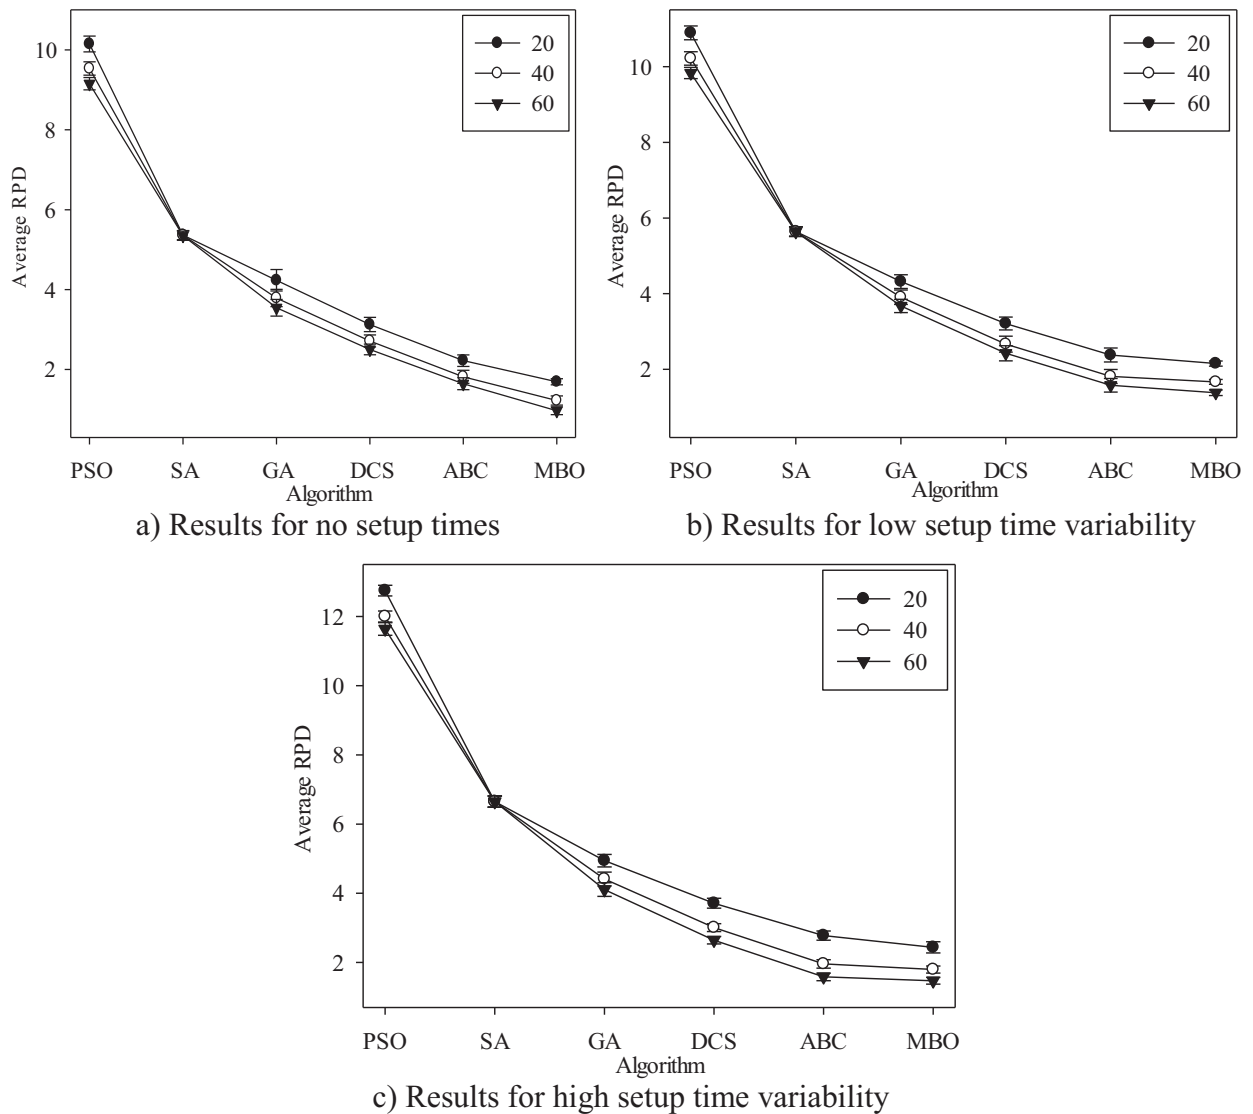 20
40
60
10
8
6
4
2
Average RPD
PSO SA GA DCS ABC MBO
Algorithm
a) Results for no setup times
20
40
60
10
8
6
4
2
Average RPD
PSO SA GA DCS ABC MBO
Algorithm
b) Results for low setup time variability
20
40
60
12
10
8
6
4
2
Average RPD
PSO SA GA DCS ABC MBO
Algorithm
c) Results for high setup time variability